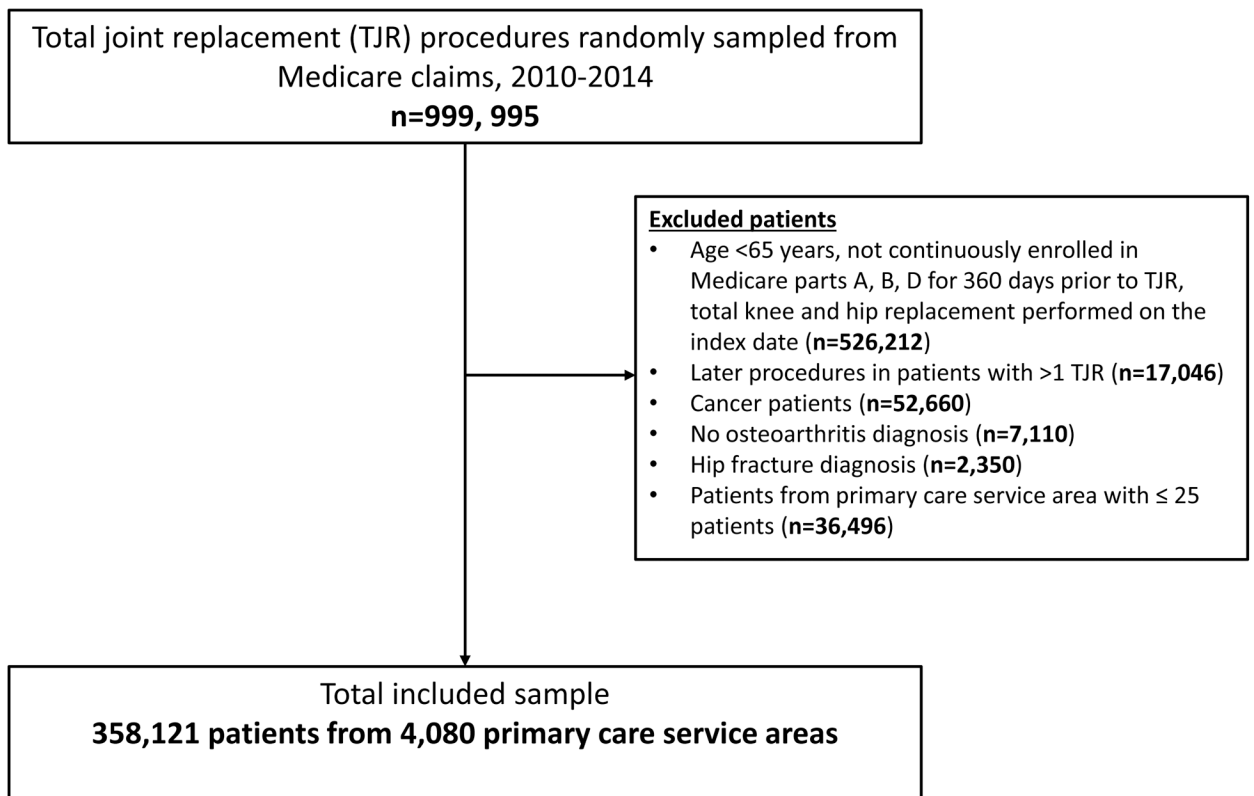 Total joint replacement (TJR) procedures randomly sampled from
Medicare claims, 2010-2014
n=999, 995
Excluded patients
• Age <65 years, not continuously enrolled in
Medicare parts A, B, D for 360 days prior to TJR,
total knee and hip replacement performed on the
index date (n=526,212)
• Later procedures in patients with >1 TJR (n=17,046)
• Cancer patients (n=52,660)
• No osteoarthritis diagnosis (n=7,110)
• Hip fracture diagnosis (n=2,350)
• Patients from primary care service area with ≤ 25
patients (n=36,496)
Total included sample
358,121 patients from 4,080 primary care service areas